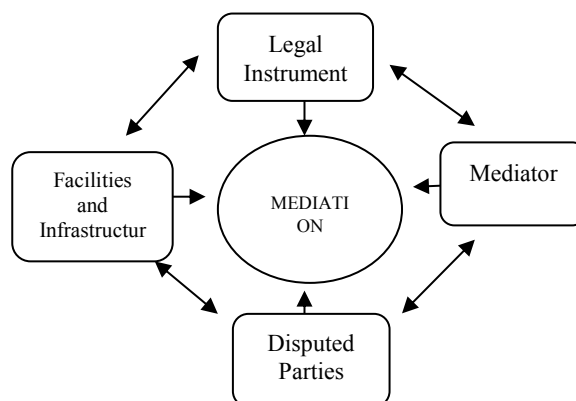 Legal
Instrument
Facilities
and
Infrastructur
MEDIATI
ON
Mediator
Disputed
Parties